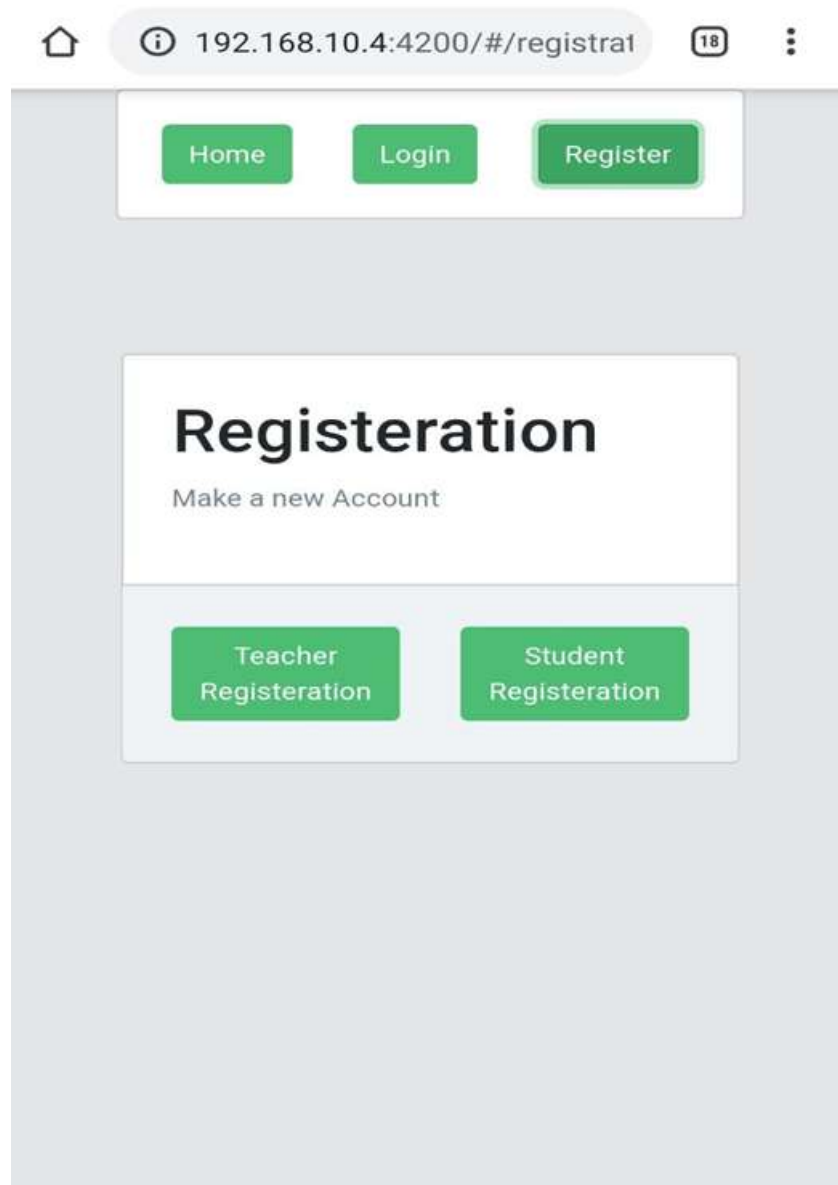 192.168.10.4:4200/#/registrat
18
Home Login Register
Registeration
Make a new Account
Teacher
Registeration
Student
Registeration